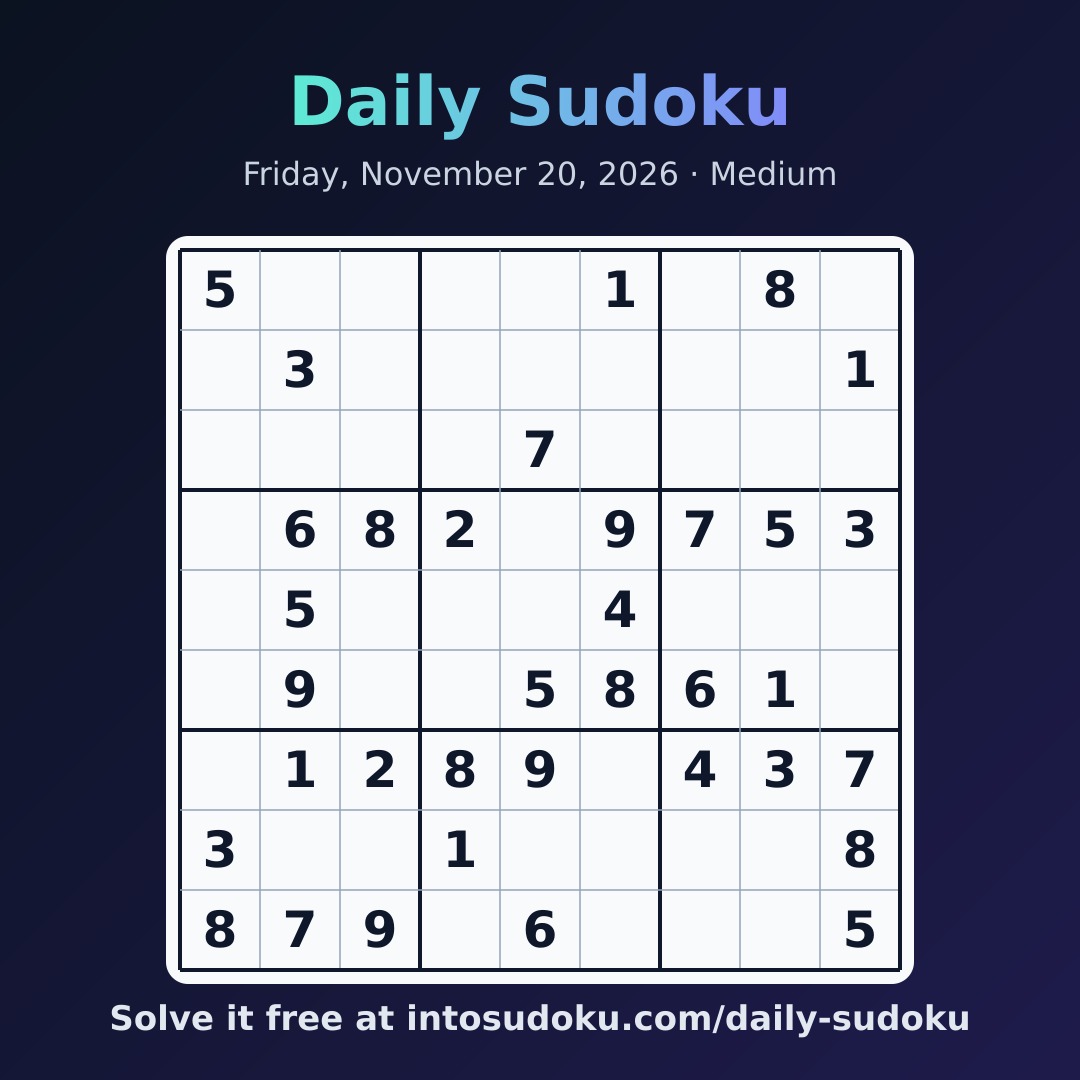 Daily Sudoku
Friday, November 20, 2026 · Medium
5 1 8
3 1
7
6 8 2 9 7 5 3
5 4
9 5 8 6 1
1 2 8 9 4 3 7
3 1 8
8 7 9 6 5
Solve it free at intosudoku.com/daily-sudoku